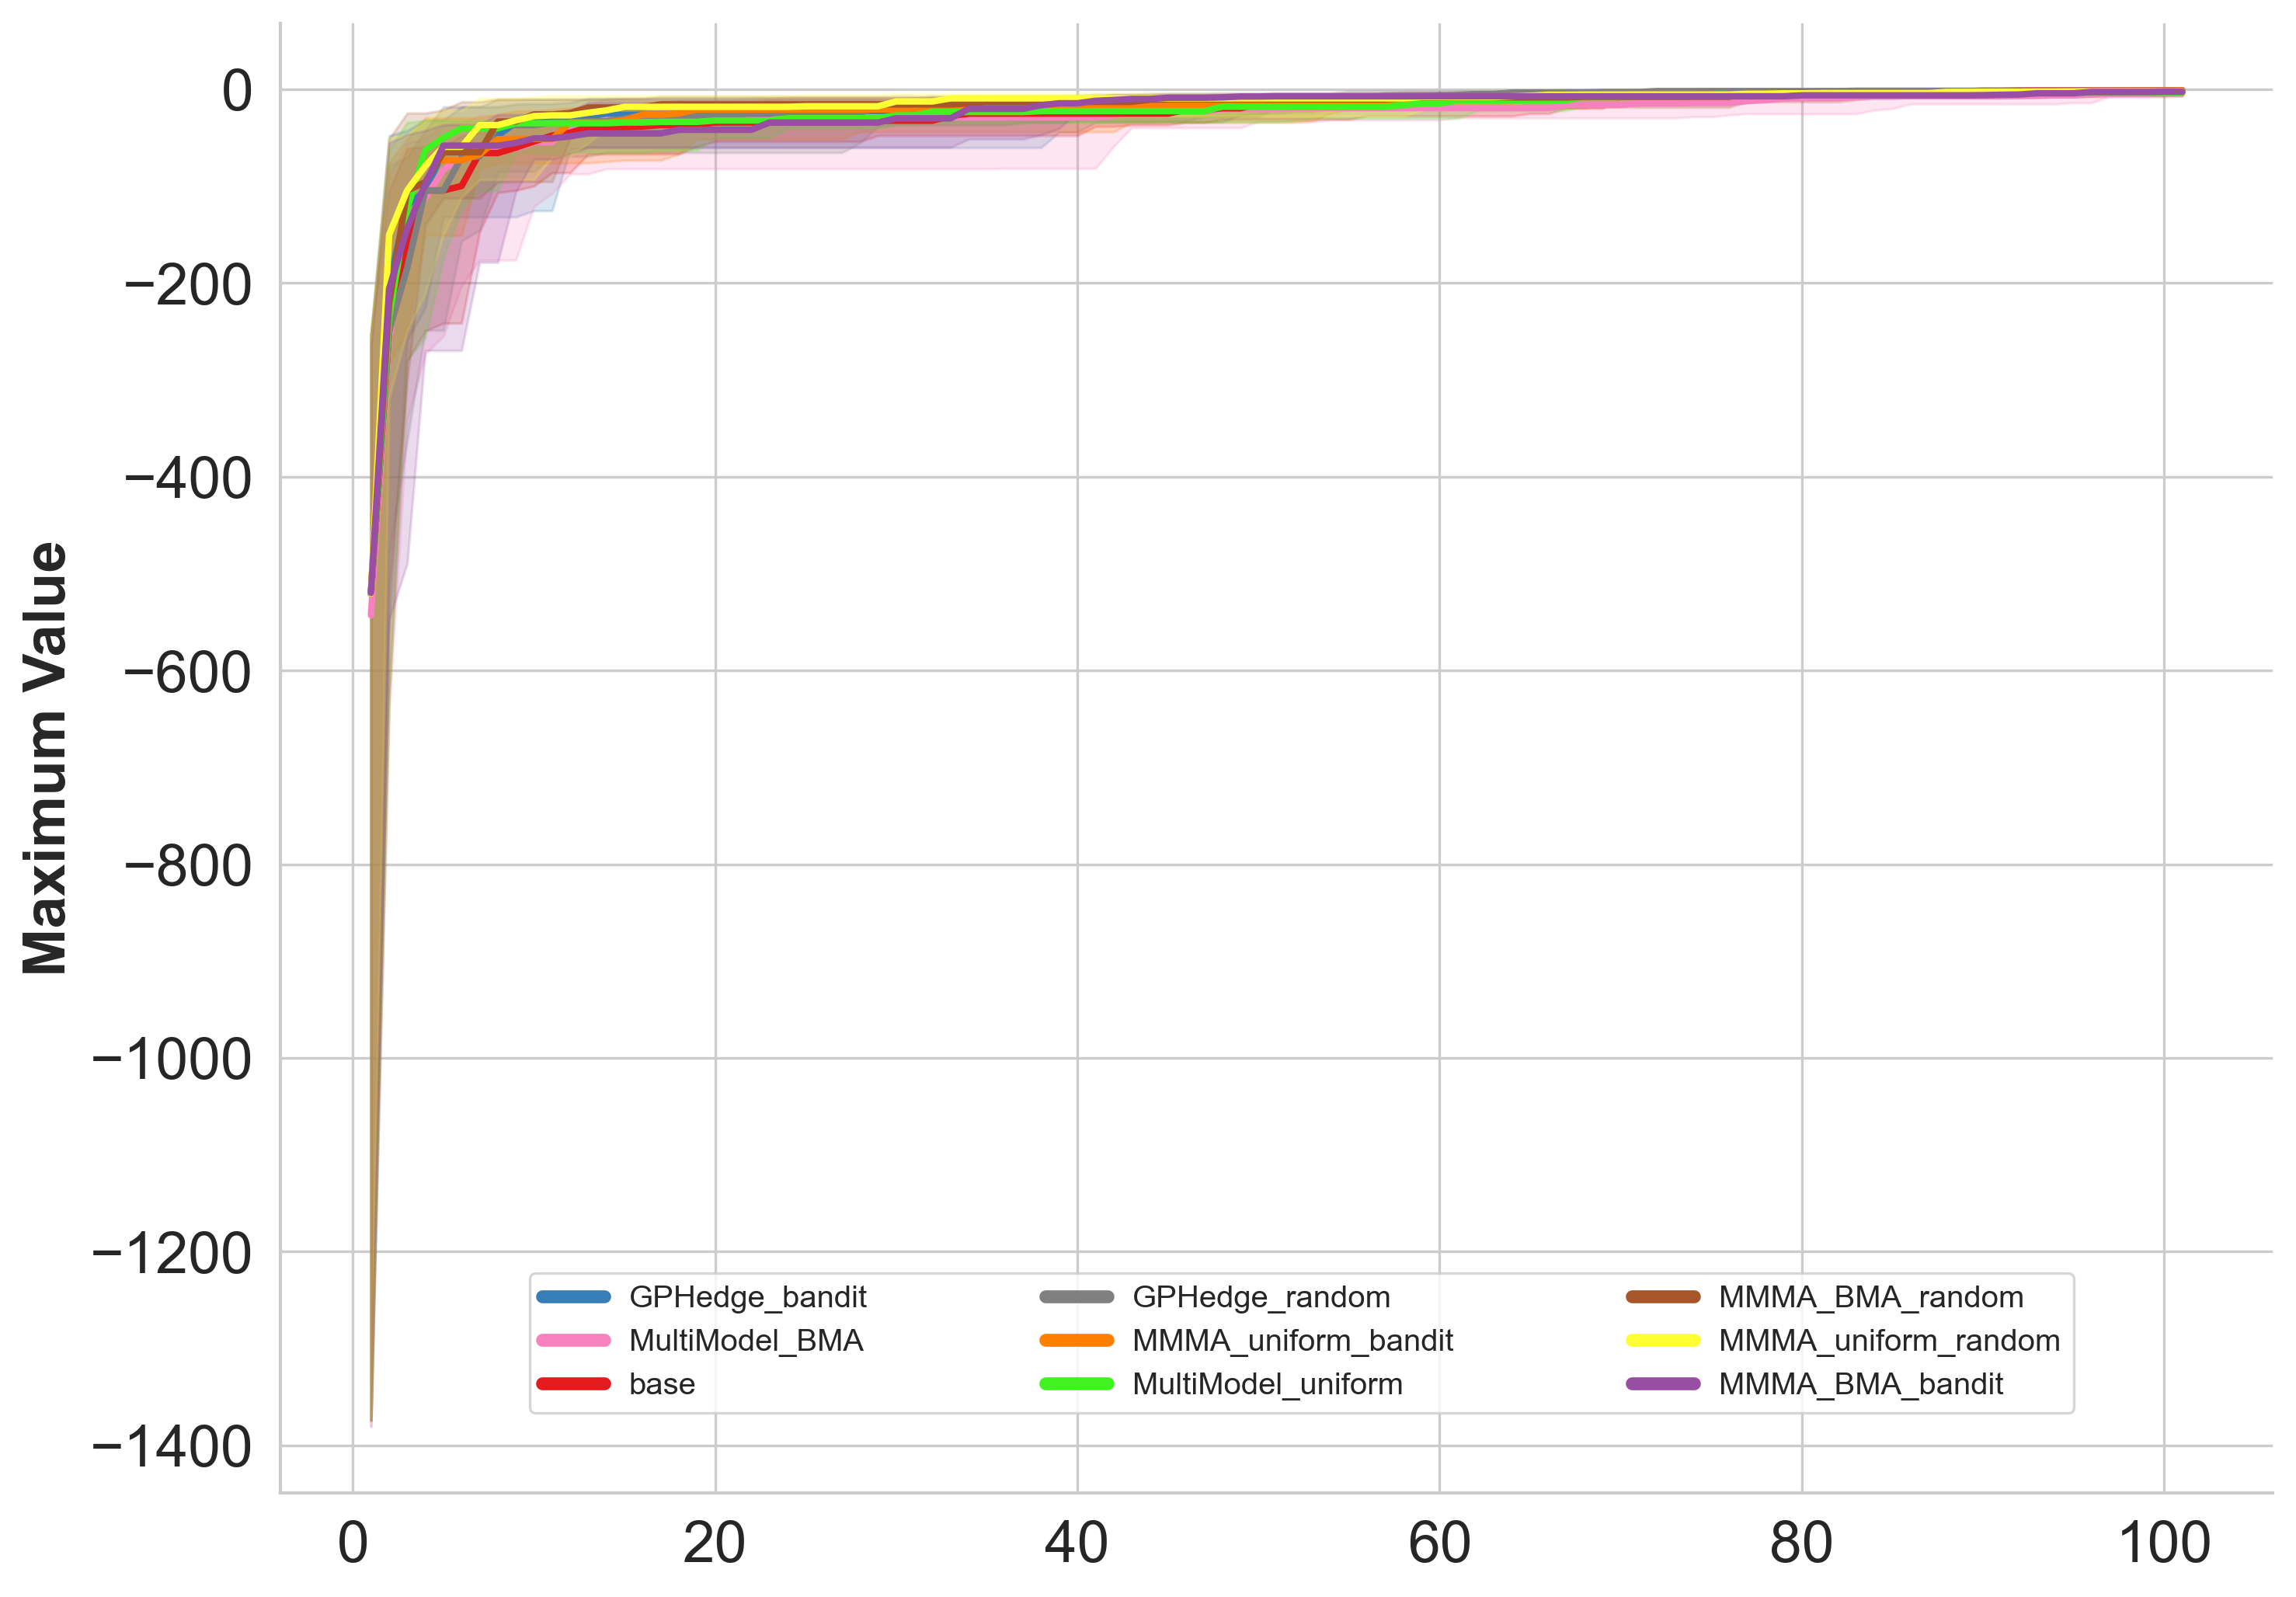 Maximum Value
0
−200
−400
−600
−800
−1000
−1200
−1400
GPHedge_bandit
MultiModel_BMA
base
GPHedge_random
MMMA_uniform_bandit
MultiModel_uniform
MMMA_BMA_random
MMMA_uniform_random
MMMA_BMA_bandit
0 20 40 60 80 100